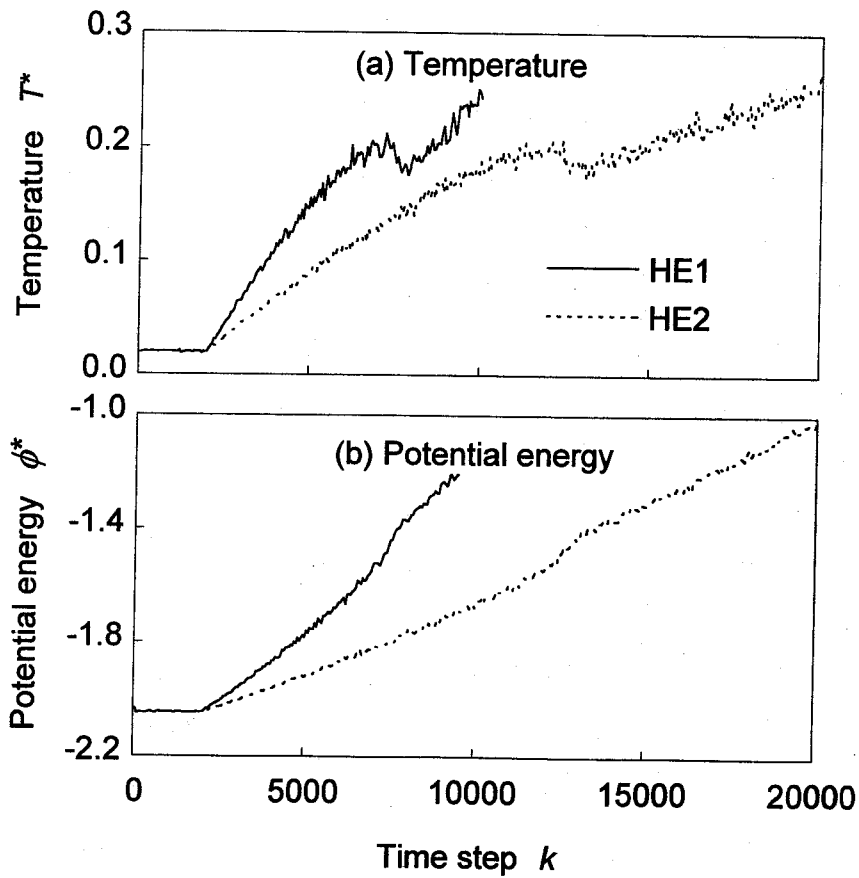 0.3
(a) Temperature
Temperature T*
0.2
0.1
HE1
HE2
0.0
-1.0
(b) Potential energy
Potential energy ϕ*
-1.4
-1.8
-2.2
0 5000 10000 15000 20000
Time step k